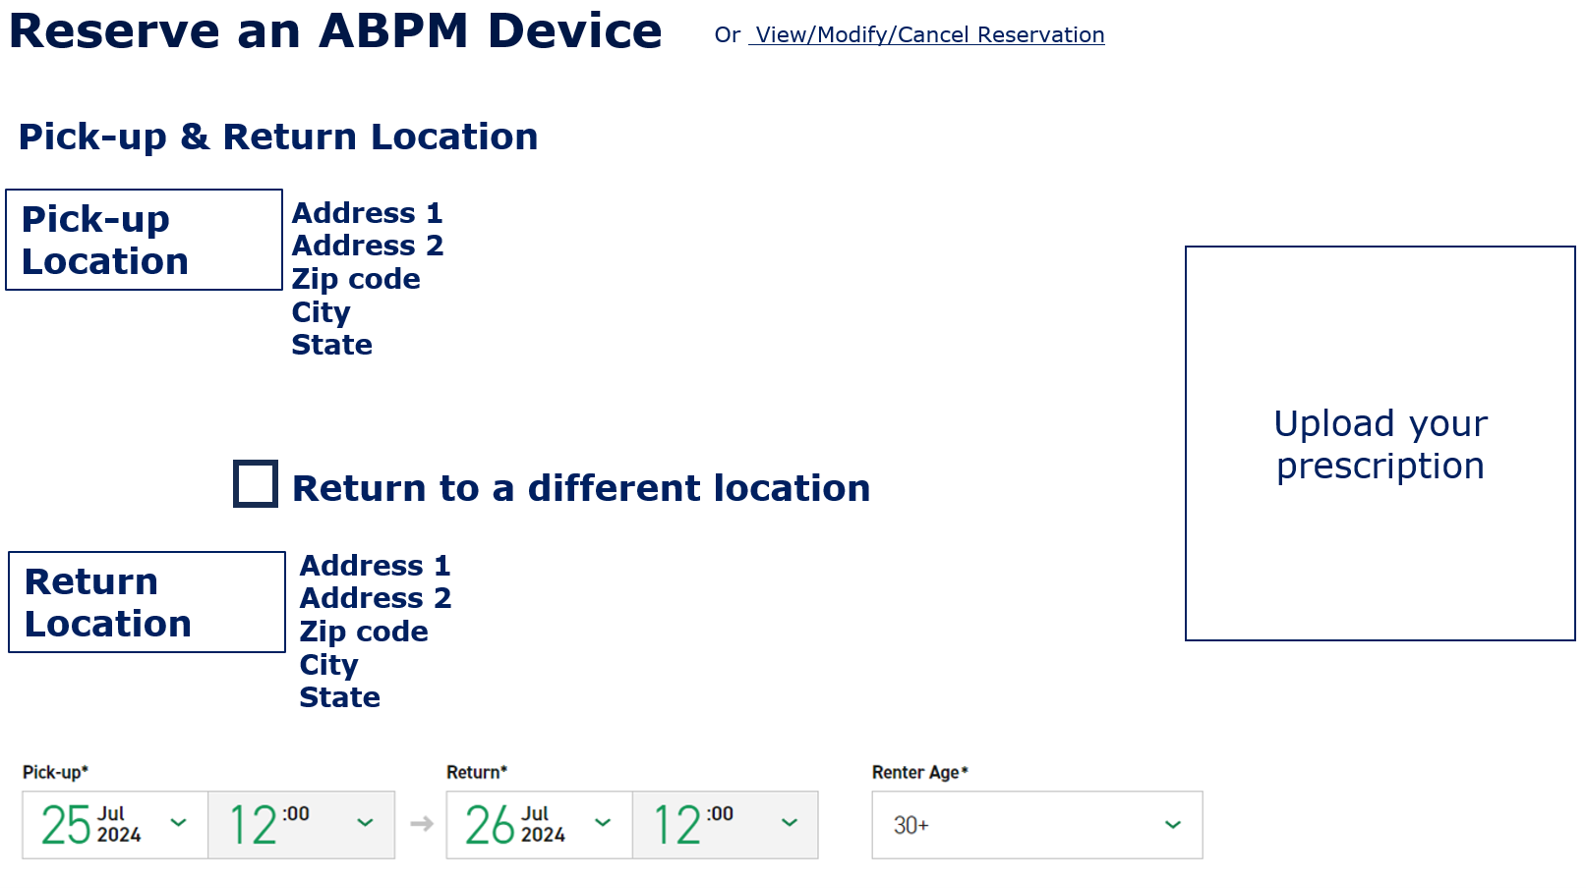 Reserve an ABPM Device
Or View/Modify/Cancel Reservation
Pick-up & Return Location
Pick-up
Location
Address 1
Address 2
Zip code
City
State
Upload your
prescription
Return to a different location
Return
Location
Address 1
Address 2
Zip code
City
State
Pick-up*
25 Jul 2024
12 :00
Return*
26 Jul 2024
12 :00
Renter Age*
30+